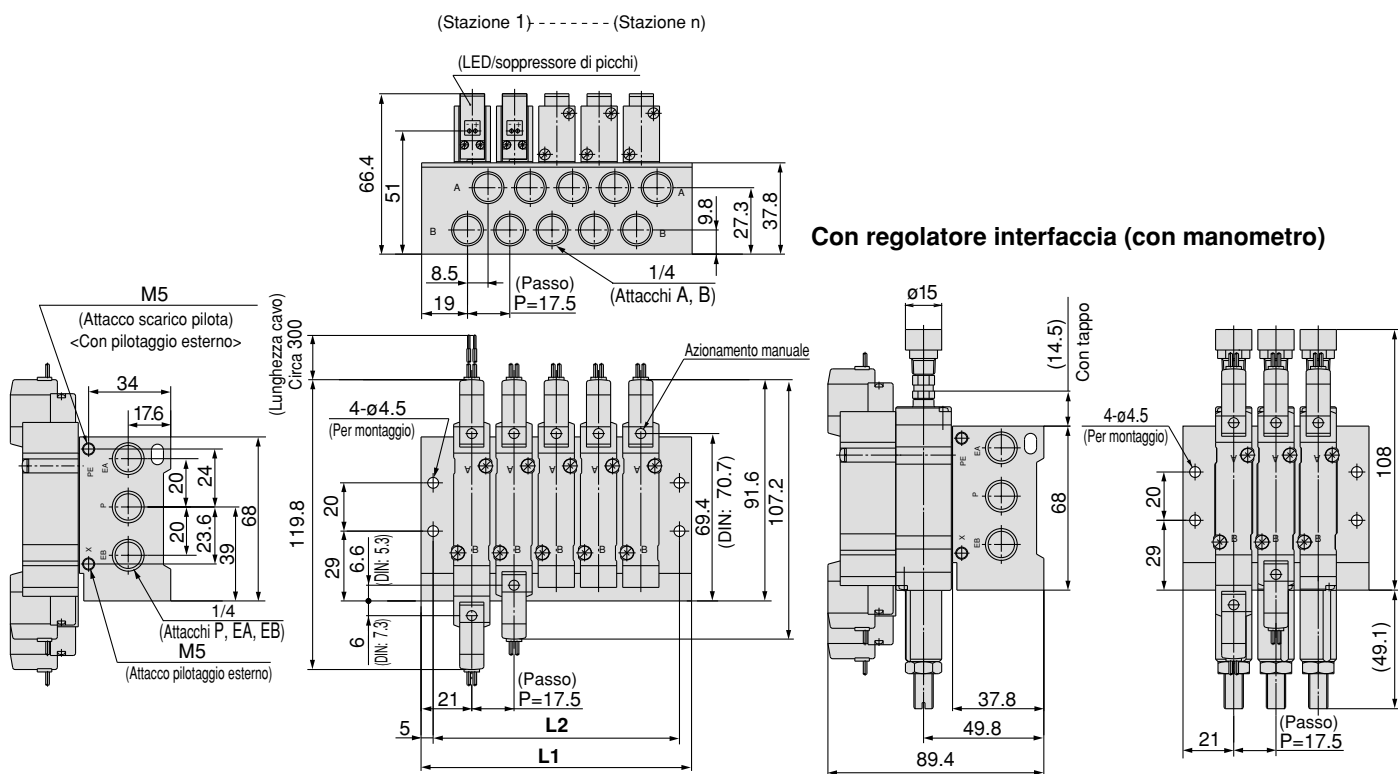 (Stazione 1) - - - - - - - - (Stazione n)
(LED/soppressore di picchi)
66.4
51
A
A
B
B
9.8
27.3
37.8
8.5
19
(Passo)
P=17.5
1/4
(Attacchi A, B)
Con regolatore interfaccia (con manometro)
M5
(Attacco scarico pilota)
<Con pilotaggio esterno>
34
17.6
PE
EA
P
X
EB
20
20
24
23.6
39
68
1/4
(Attacchi P, EA, EB)
M5
(Attacco pilotaggio esterno)
(Lunghezza cavo)
Circa 300
Azionamento manuale
4-ø4.5
(Per montaggio)
119.8
20
29
6.6
(DIN: 5.3)
6
(DIN: 7.3)
A A A A A
B B B B B
69.4
(DIN: 70.7)
91.6
107.2
21
(Passo)
P=17.5
5
L2
L1
ø15
(14.5)
Con tappo
PE
EA
P
X
EB
68
37.8
49.8
89.4
4-ø4.5
(Per montaggio)
20
29
A A A
B B B
108
(49.1)
21
(Passo)
P=17.5